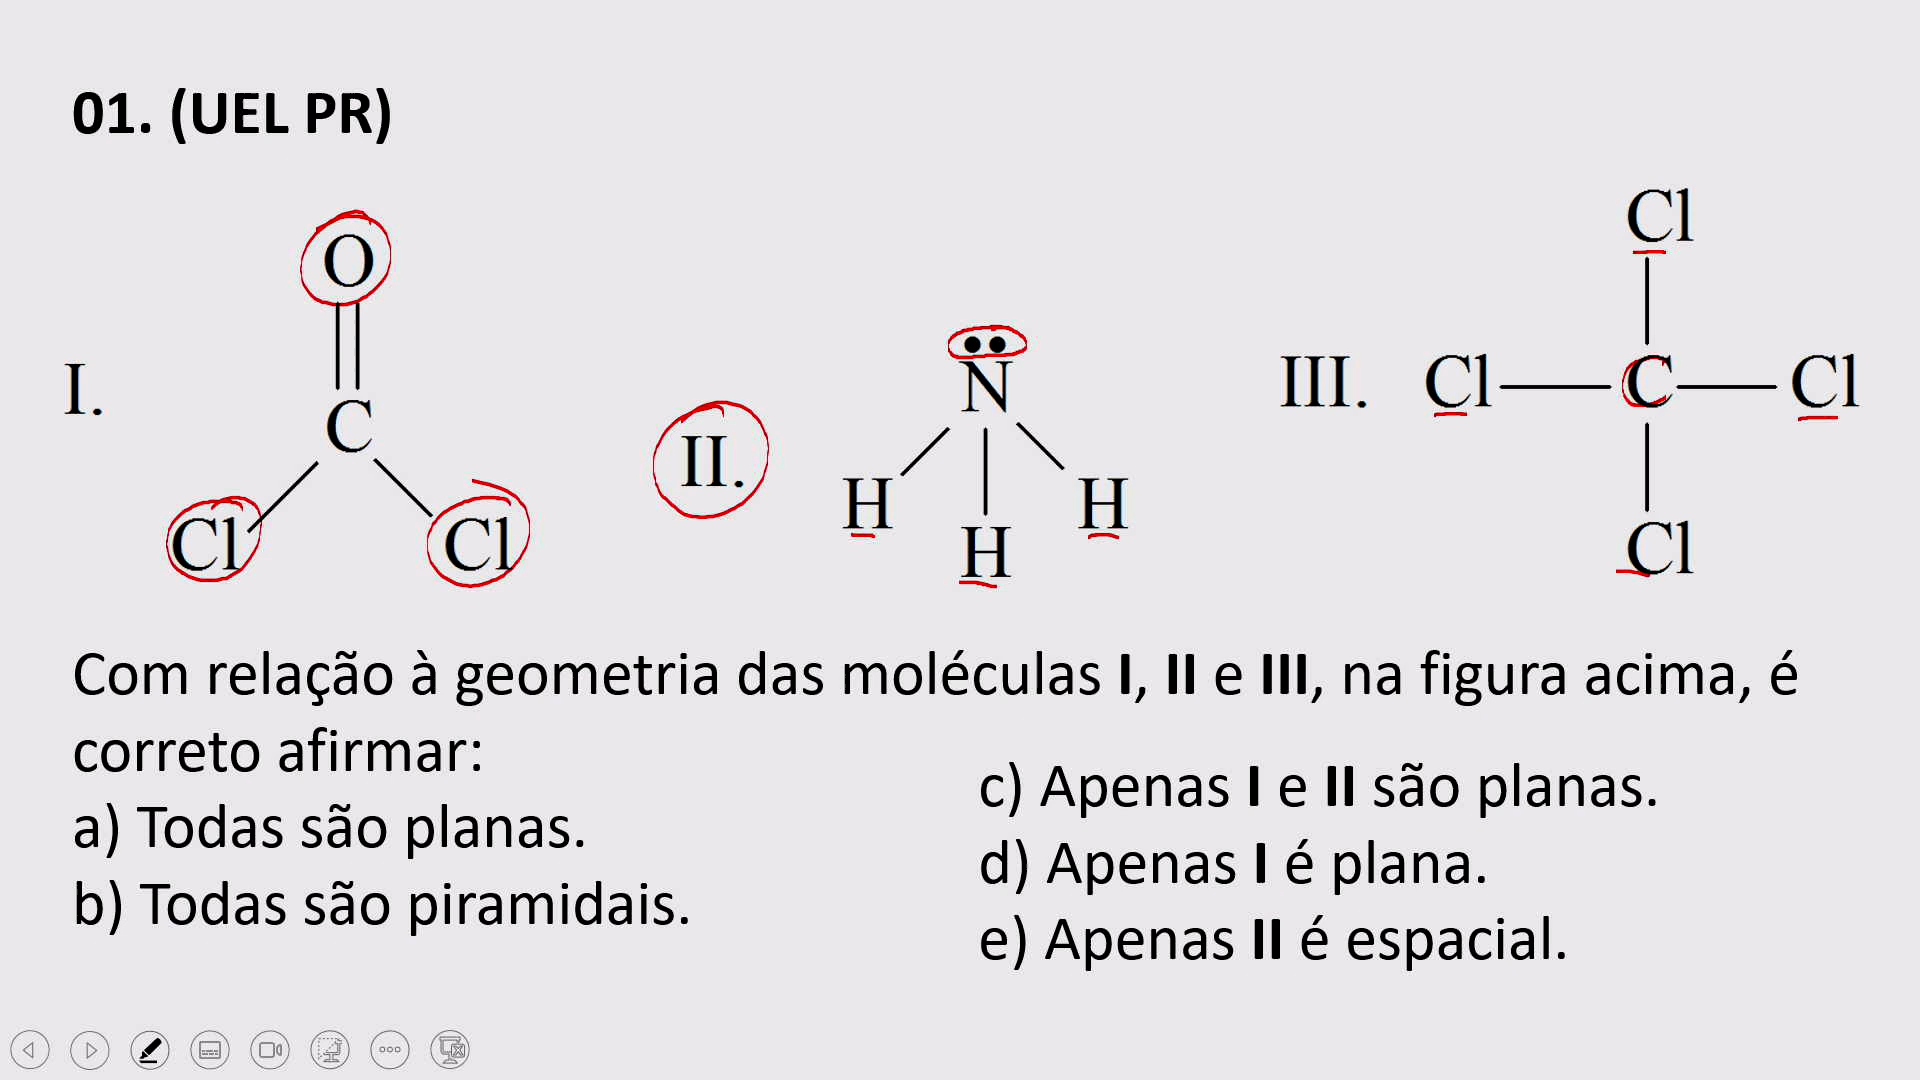 01. (UEL PR)
I.
O
C
Cl
Cl
II.
N
H
H
H
III.
Cl
Cl
C
Cl
Cl
Com relação à geometria das moléculas I, II e III, na figura acima, é
correto afirmar:
a) Todas são planas.
b) Todas são piramidais.
c) Apenas I e II são planas.
d) Apenas I é plana.
e) Apenas II é espacial.